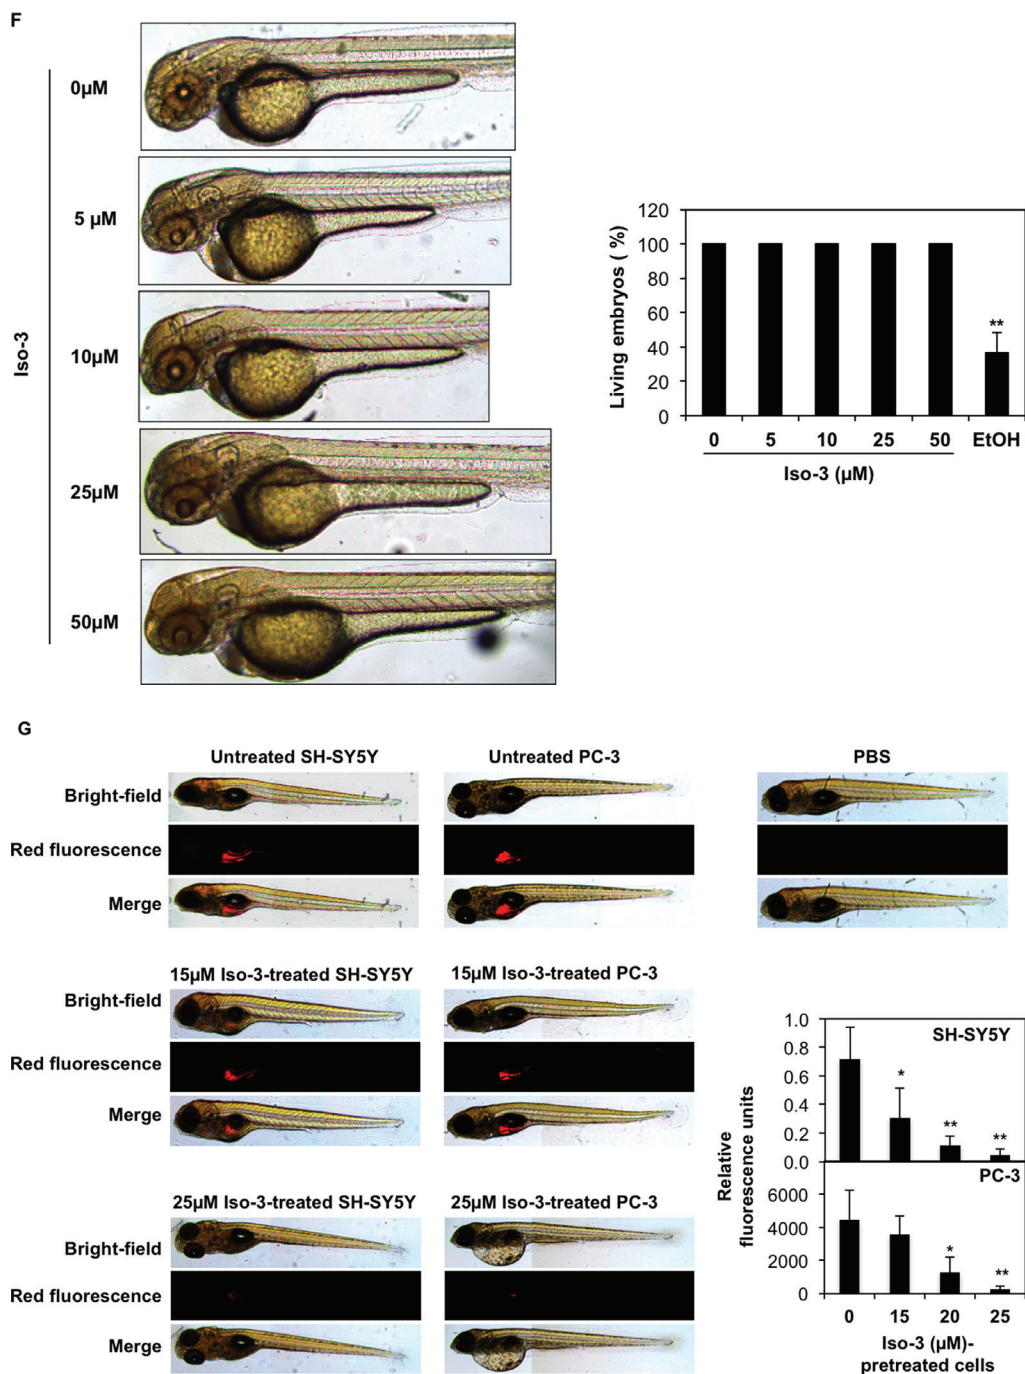 F
Iso-3
0µM
5 µM
10µM
25µM
50µM
Living embryos ( %)
120
100
80
60
40
20
0
**
0 5 10 25 50 EtOH
Iso-3 (µM)
G
Untreated SH-SY5Y Untreated PC-3 PBS
Bright-field
Red fluorescence
Merge
15µM Iso-3-treated SH-SY5Y 15µM Iso-3-treated PC-3
Bright-field
Red fluorescence
Merge
25µM Iso-3-treated SH-SY5Y 25µM Iso-3-treated PC-3
Bright-field
Red fluorescence
Merge
Relative
fluorescence units
1.0
0.8
0.6
0.4
0.2
0.0
SH-SY5Y
* ** **
PC-3
6000
4000
2000
0
* **
0 15 20 25
Iso-3 (µM)-
pretreated cells